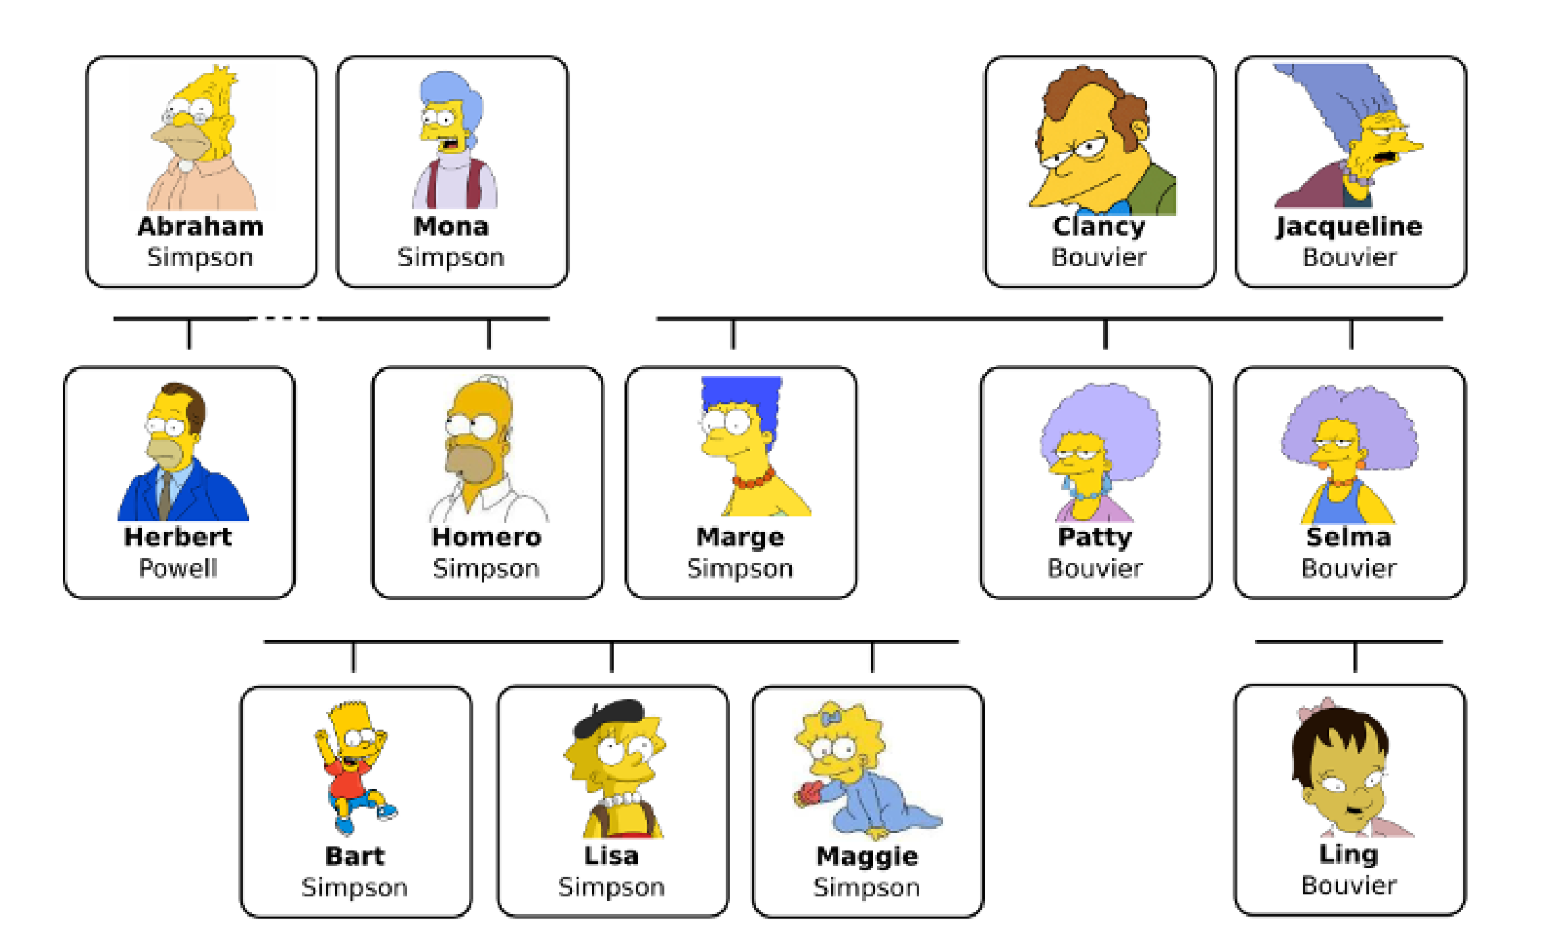 Abraham
Simpson
Mona
Simpson
Clancy
Bouvier
Jacqueline
Bouvier
Herbert
Powell
Homero
Simpson
Marge
Simpson
Patty
Bouvier
Selma
Bouvier
Bart
Simpson
Lisa
Simpson
Maggie
Simpson
Ling
Bouvier